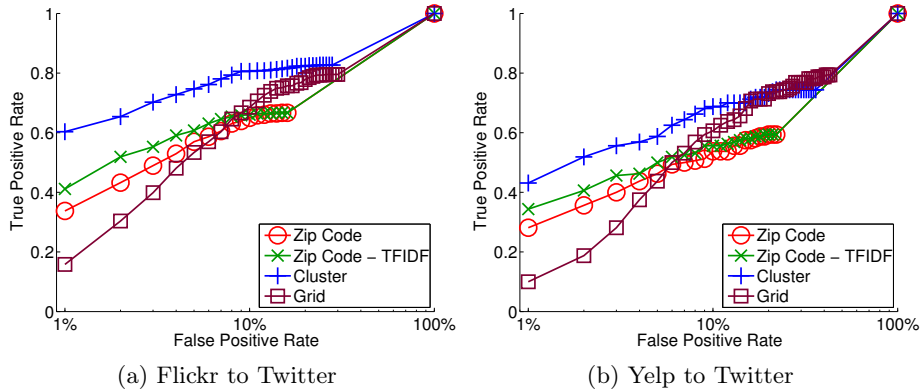 1
0.8
0.6
0.4
0.2
0
True Positive Rate
1% 10% 100%
False Positive Rate
Zip Code
Zip Code − TFIDF
Cluster
Grid
(a) Flickr to Twitter
1
0.8
0.6
0.4
0.2
0
True Positive Rate
1% 10% 100%
False Positive Rate
Zip Code
Zip Code − TFIDF
Cluster
Grid
(b) Yelp to Twitter